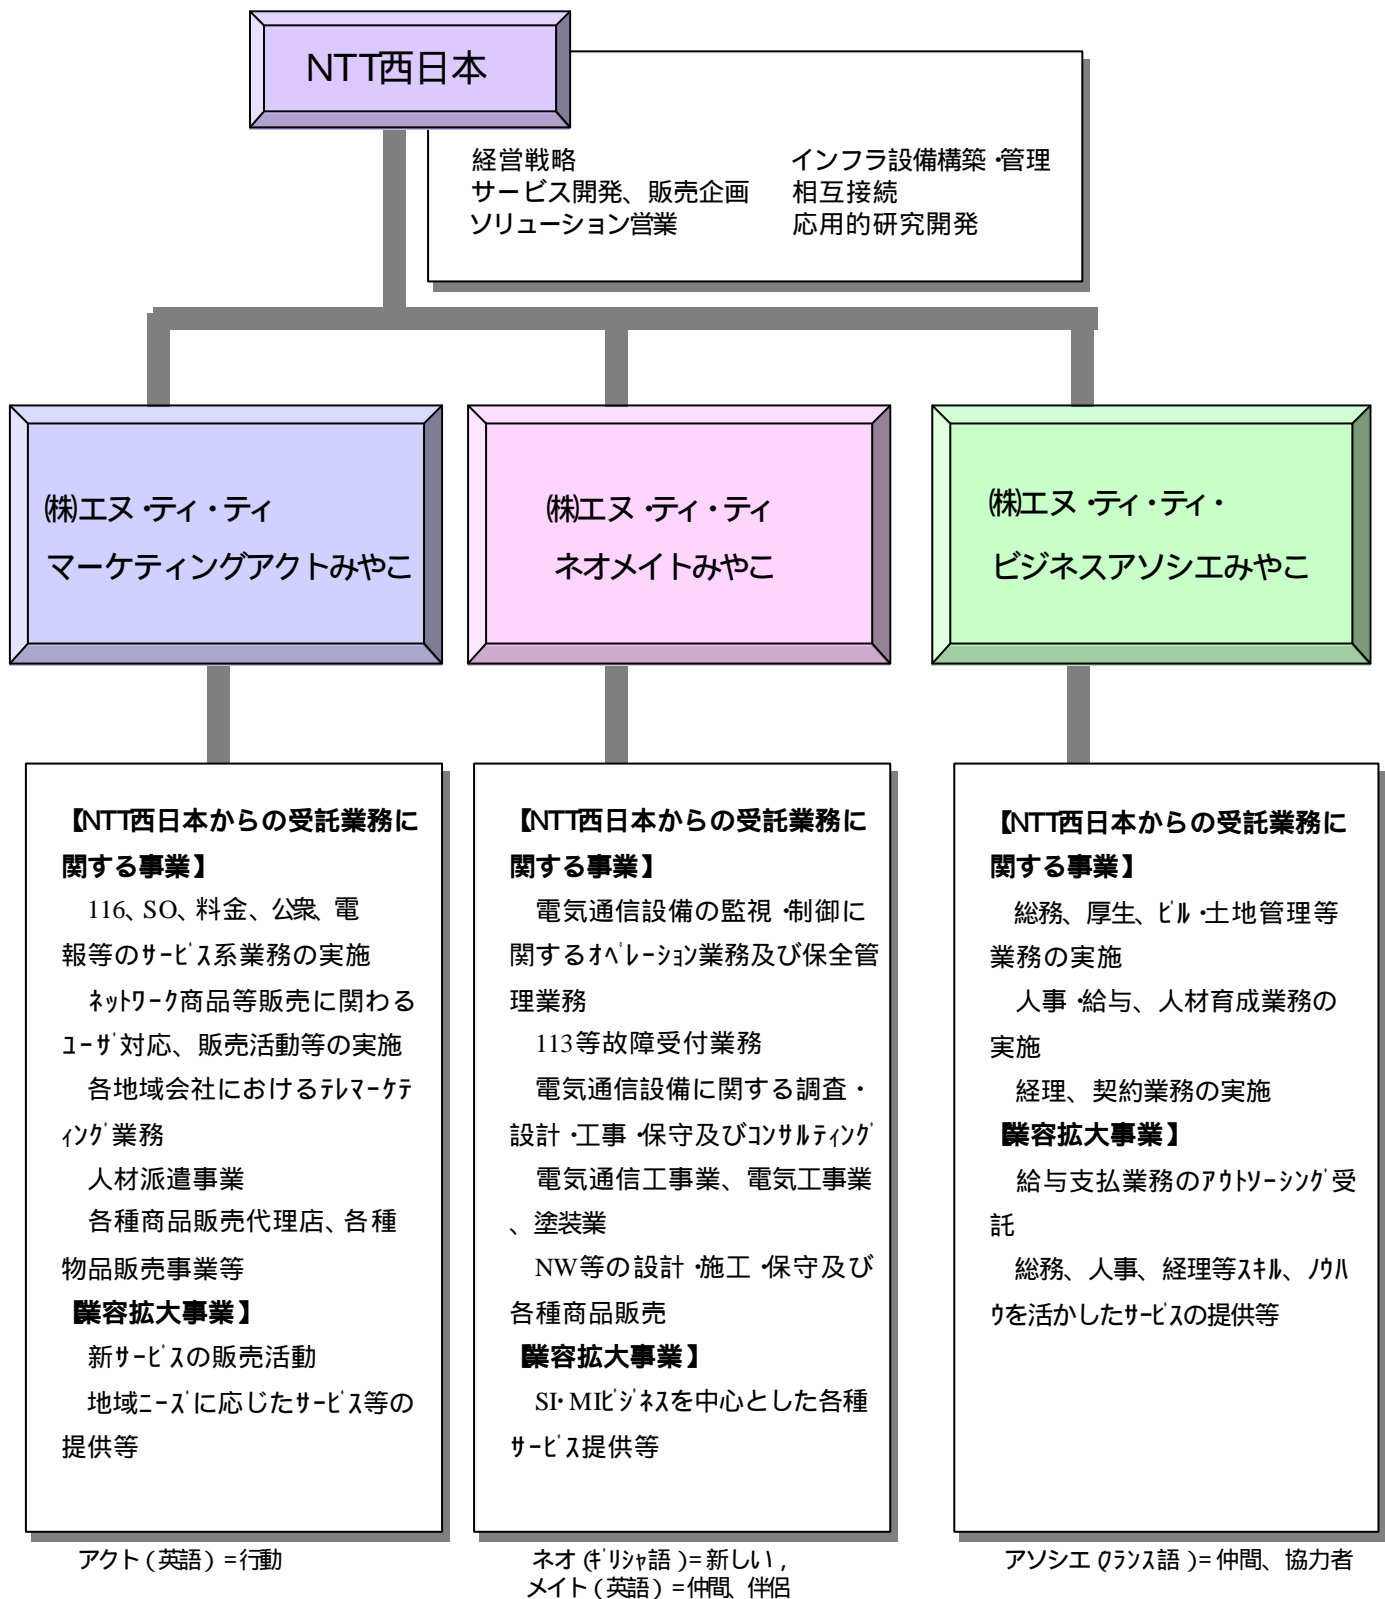 NTT西日本
経営戦略
サービス開発、販売企画
ソリューション営業
インフラ設備構築・管理
相互接続
応用的研究開発
㈱エヌ・ティ・ティ
マーケティングアクトみやこ
㈱エヌ・ティ・ティ
ネオメイトみやこ
㈱エヌ・ティ・ティ・
ビジネスアソシエみやこ
【NTT西日本からの受託業務に
関する事業】
116、SO、料金、公衆、電
報等のｻｰﾋﾞｽ系業務の実施
ﾈｯﾄﾜｰｸ商品等販売に関わる
ﾕｰｻﾞ対応、販売活動等の実施
各地域会社におけるﾃﾚﾏｰｹﾃ
ｨﾝｸﾞ業務
人材派遣事業
各種商品販売代理店、各種
物品販売事業等
【業容拡大事業】
新ｻｰﾋﾞｽの販売活動
地域ﾆｰｽﾞに応じたｻｰﾋﾞｽ等の
提供等
アクト(英語)=行動
【NTT西日本からの受託業務に
関する事業】
電気通信設備の監視・制御に
関するｵﾍﾟﾚｰｼｮﾝ業務及び保全管
理業務
113等故障受付業務
電気通信設備に関する調査・
設計・工事・保守及びｺﾝｻﾙﾃｨﾝｸﾞ
電気通信工事業、電気工事業
、塗装業
NW等の設計・施工・保守及び
各種商品販売
【業容拡大事業】
SI・MIﾋﾞｼﾞﾈｽを中心とした各種
ｻｰﾋﾞｽ提供等
ネオ(ｷﾞﾘｼｬ語)=新しい,
メイト(英語)=仲間、伴侶
【NTT西日本からの受託業務に
関する事業】
総務、厚生、ﾋﾞﾙ・土地管理等
業務の実施
人事・給与、人材育成業務の
実施
経理、契約業務の実施
【業容拡大事業】
給与支払業務のｱｳﾄｿｰｼﾝｸﾞ受
託
総務、人事、経理等ｽｷﾙ、ﾉｳﾊ
ｳを活かしたｻｰﾋﾞｽの提供等
アソシエ(ﾌﾗﾝｽ語)=仲間、協力者